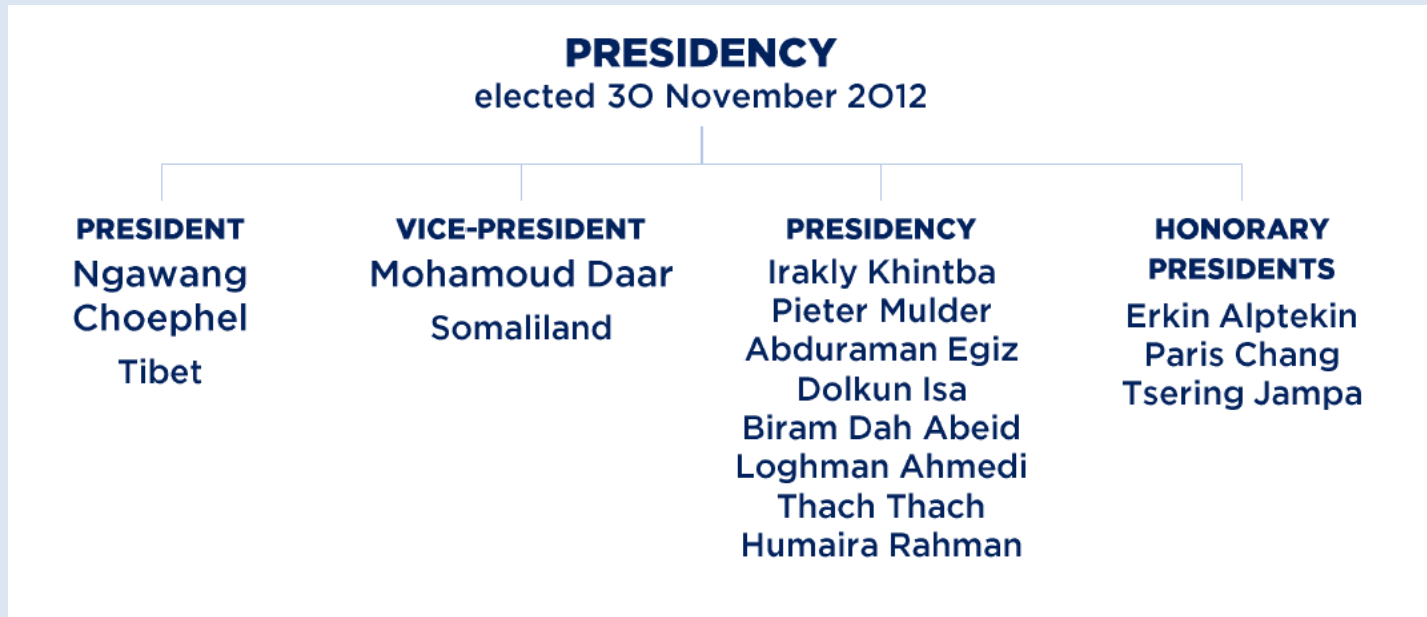 PRESIDENCY
elected 30 November 2012
PRESIDENT
Ngawang
Choephel
Tibet
VICE-PRESIDENT
Mohamoud Daar
Somaliland
PRESIDENCY
Irakly Khintba
Pieter Mulder
Abduraman Egiz
Dolkun Isa
Biram Dah Abeid
Loghman Ahmedi
Thach Thach
Humaira Rahman
HONORARY
PRESIDENTS
Erkin Alptekin
Paris Chang
Tsering Jampa